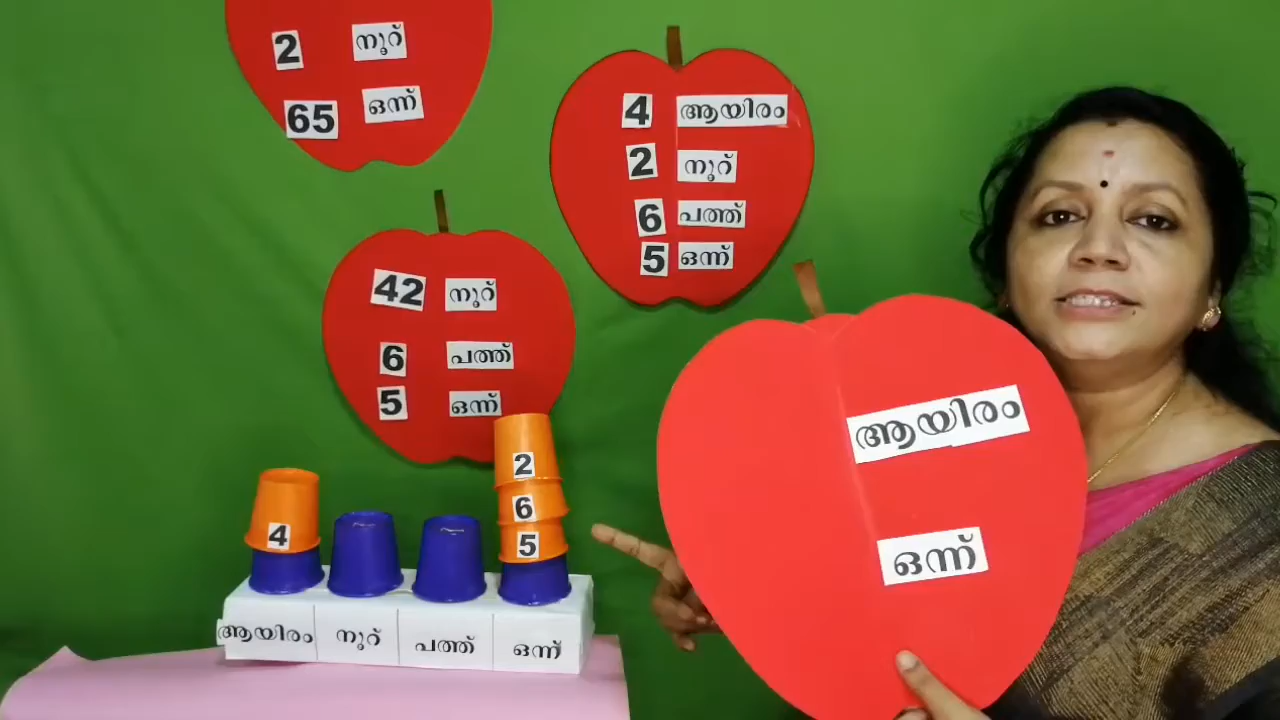 2 നൂറ്
65 ഒന്ന്
4 ആയിരം
2 നൂറ്
6 പത്ത്
5 ഒന്ന്
42 നൂറ്
6 പത്ത്
5 ഒന്ന്
ആയിരം
ഒന്ന്
4
2
6
5
ആയിരം നൂറ് പത്ത് ഒന്ന്